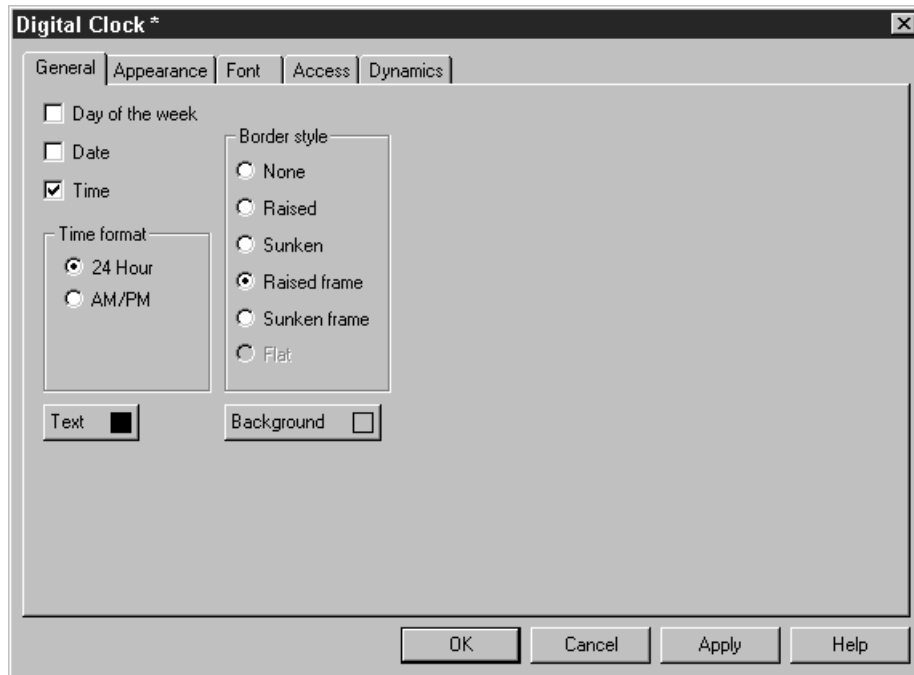 Digital Clock *
General Appearance Font Access Dynamics
Day of the week
Date
Time
Time format
24 Hour
AM/PM
Border style
None
Raised
Sunken
Raised frame
Sunken frame
Flat
Text
Background
OK Cancel Apply Help